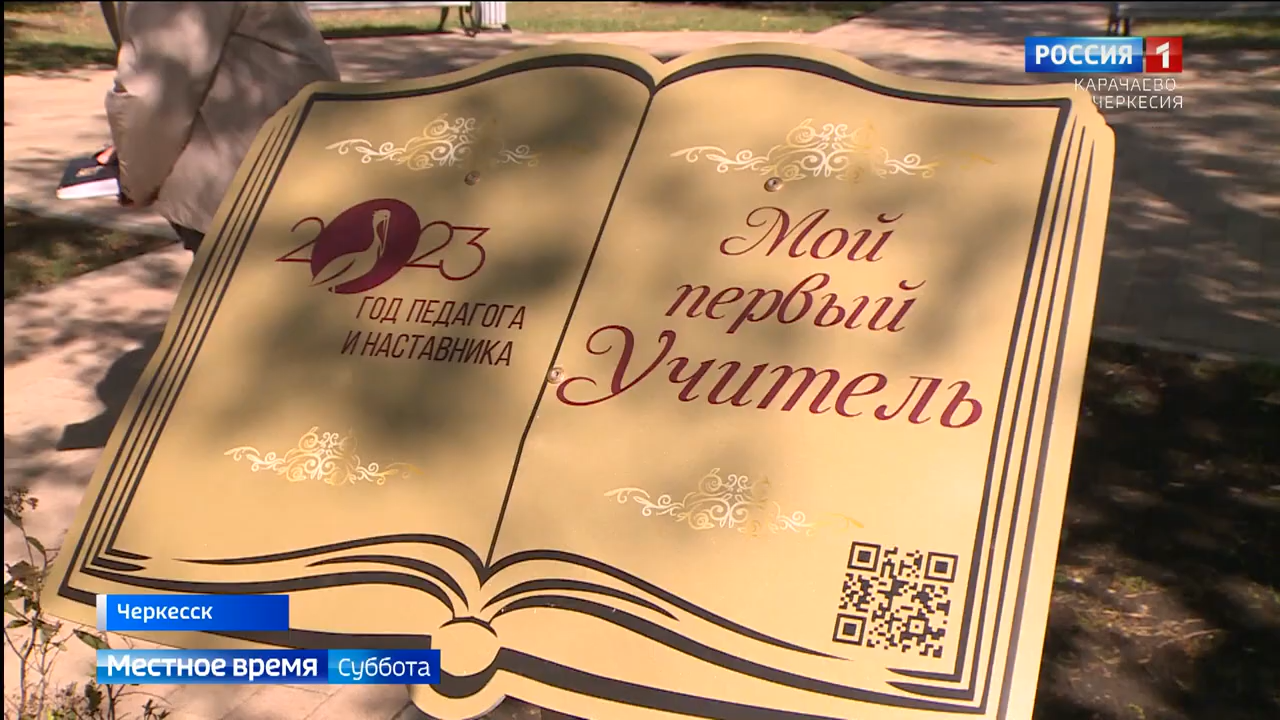 РОССИЯ 1
КАРАЧАЕВО
ЧЕРКЕСИЯ
2023
ГОД ПЕДАГОГА
И НАСТАВНИКА
Мой
первый
Учитель
Черкесск
Местное время Суббота